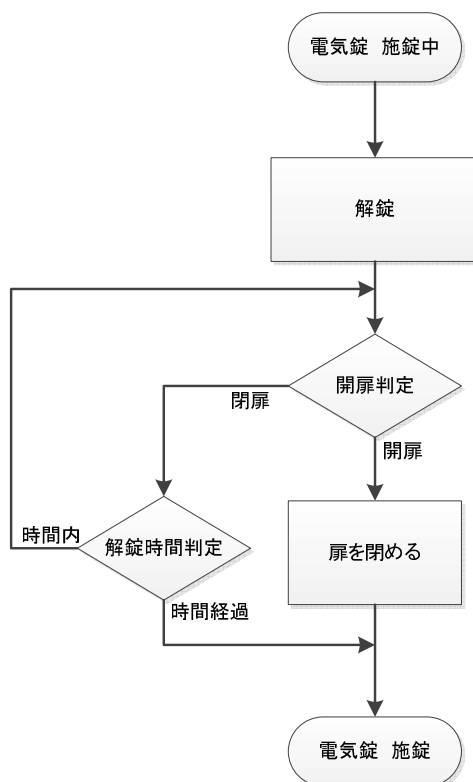 電気錠 施錠中
解錠
開扉判定
閉扉
開扉
時間内
解錠時間判定
扉を閉める
時間経過
電気錠 施錠